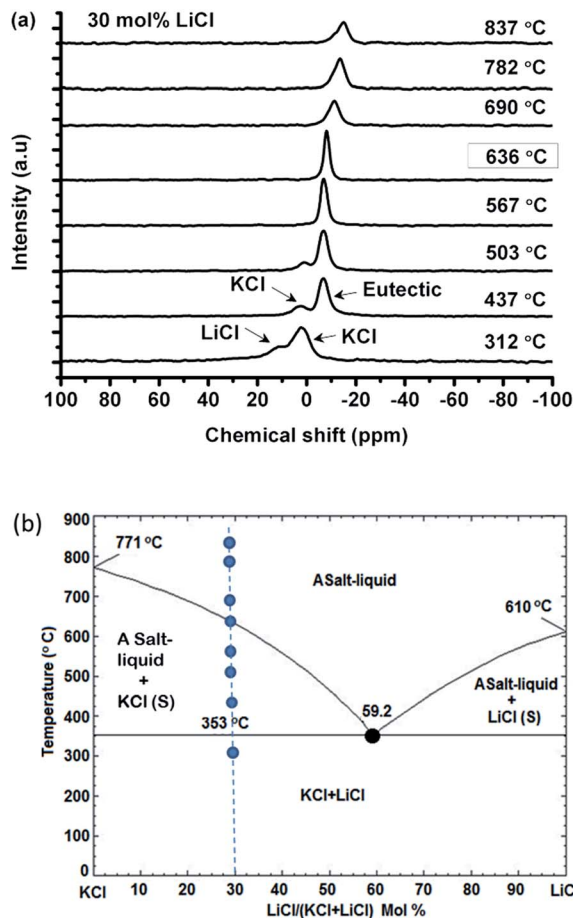 (a)
30 mol% LiCl
837 °C
782 °C
690 °C
636 °C
567 °C
503 °C
KCl
Eutectic
437 °C
LiCl
KCl
312 °C
Intensity (a.u)
100 80 60 40 20 0 -20 -40 -60 -80 -100
Chemical shift (ppm)
(b)
900
800
700
600
500
400
300
200
100
0
Temperature (°C)
771 °C
ASalt-liquid
610 °C
A Salt-
liquid
+
KCl (S)
ASalt-liquid
+
LiCl (S)
353 °C
59.2
KCl+LiCl
KCl 10 20 30 40 50 60 70 80 90 LiC
LiCl/(KCl+LiCl) Mol %